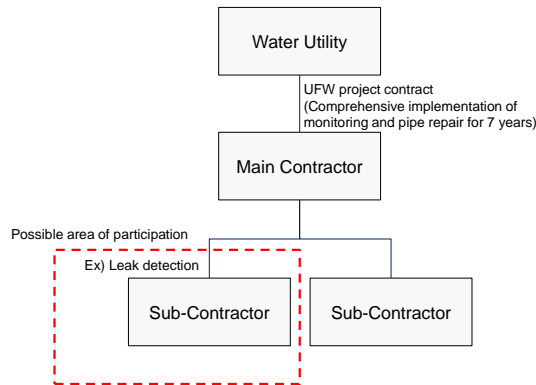 Water Utility
UFW project contract
(Comprehensive implementation of
monitoring and pipe repair for 7 years)
Main Contractor
Possible area of participation
Ex) Leak detection
Sub-Contractor
Sub-Contractor